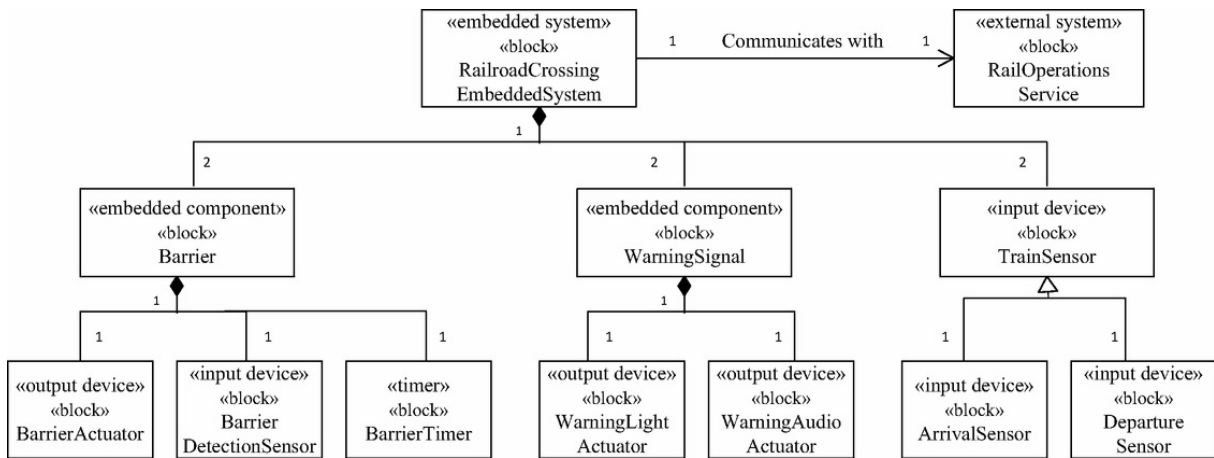 «embedded system»
«block»
RailroadCrossing
EmbeddedSystem
1
Communicates with
1
«external system»
«block»
RailOperations
Service
1
2
2
2
«embedded component»
«block»
Barrier
«embedded component»
«block»
WarningSignal
«input device»
«block»
TrainSensor
1
1
1
1
1
1
1
1
1
1
1
«output device»
«block»
BarrierActuator
«input device»
«block»
Barrier
DetectionSensor
«timer»
«block»
BarrierTimer
«output device»
«block»
WarningLight
Actuator
«output device»
«block»
WarningAudio
Actuator
«input device»
«block»
ArrivalSensor
«input device»
«block»
Departure
Sensor